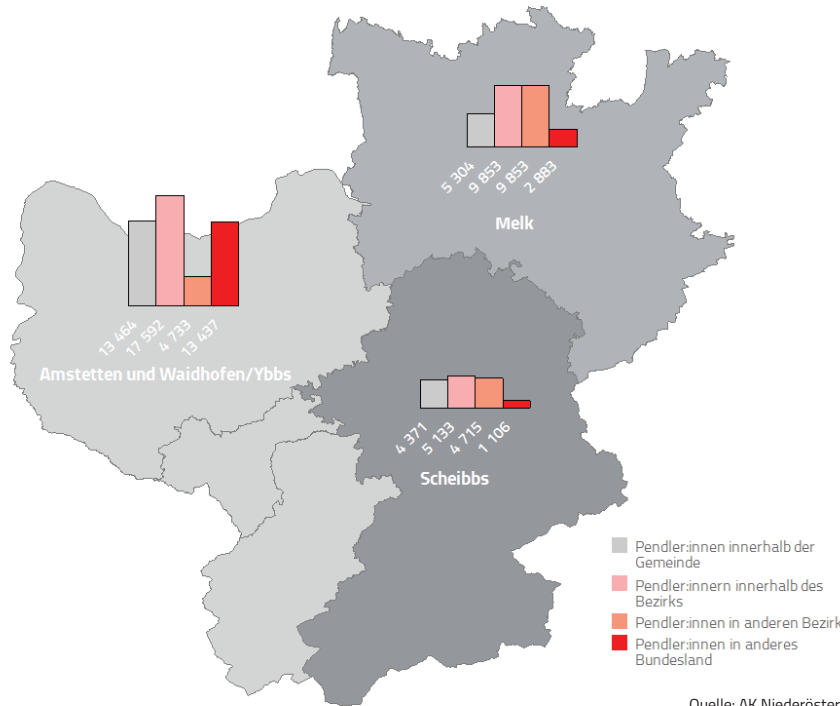 5 304
9 853
9 853
2 883
Melk
13 464
17 592
4 733
13 437
Amstetten und Waidhofen/Ybbs
4 371
5 133
4 715
1 106
Scheibbs
Pendler:innen innerhalb der
Gemeinde
Pendler:innern innerhalb des
Bezirks
Pendler:innen in anderen Bezirk
Pendler:innen in anderes
Bundesland
Quelle: AK Niederöster